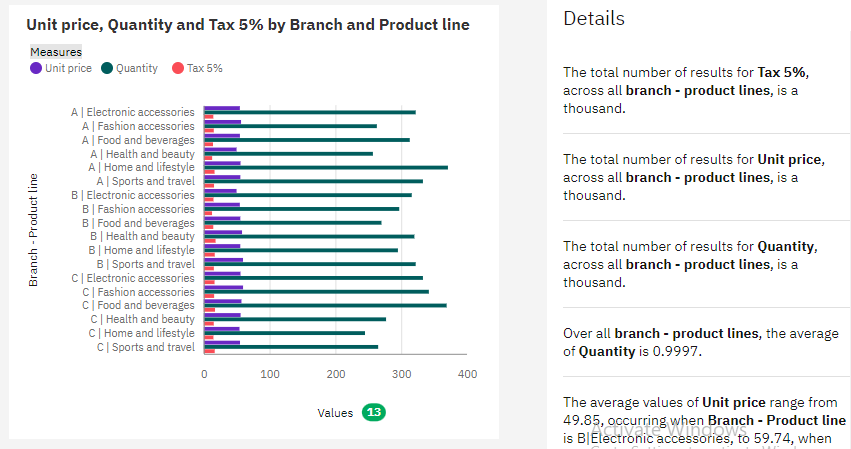 Unit price, Quantity and Tax 5% by Branch and Product line
Measures
Unit price Quantity Tax 5%
Branch - Product line
A | Electronic accessories
A | Fashion accessories
A | Food and beverages
A | Health and beauty
A | Home and lifestyle
A | Sports and travel
B | Electronic accessories
B | Fashion accessories
B | Food and beverages
B | Health and beauty
B | Home and lifestyle
B | Sports and travel
C | Electronic accessories
C | Fashion accessories
C | Food and beverages
C | Health and beauty
C | Home and lifestyle
C | Sports and travel
0 100 200 300 400
Values 13
Details
The total number of results for Tax 5%,
across all branch - product lines, is a
thousand.
The total number of results for Unit price,
across all branch - product lines, is a
thousand.
The total number of results for Quantity,
across all branch - product lines, is a
thousand.
Over all branch - product lines, the average
of Quantity is 0.9997.
The average values of Unit price range from
49.85, occurring when Branch - Product line
is B|Electronic accessories, to 59.74, when
Activate Windows